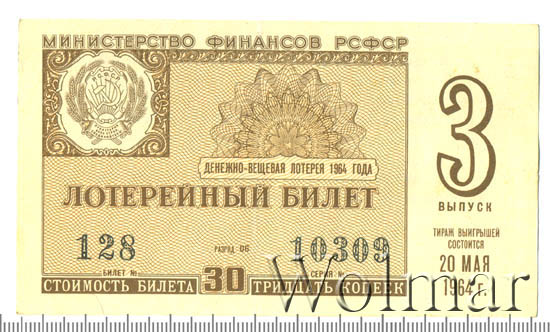 МИНИСТЕРСТВО ФИНАНСОВ РСФСР
РСФСР
ДЕНЕЖНО-ВЕЩЕВАЯ ЛОТЕРЕЯ 1964 ГОДА
ЛОТЕРЕЙНЫЙ БИЛЕТ
128 РАЗРЯД 06 10309
БИЛЕТ № СЕРИЯ №
СТОИМОСТЬ БИЛЕТА 30 ТРИДЦАТЬ КОПЕЕК
3
ВЫПУСК
ТИРАЖ ВЫИГРЫШЕЙ
СОСТОИТСЯ
20 МАЯ
1964 г.
Wolmar